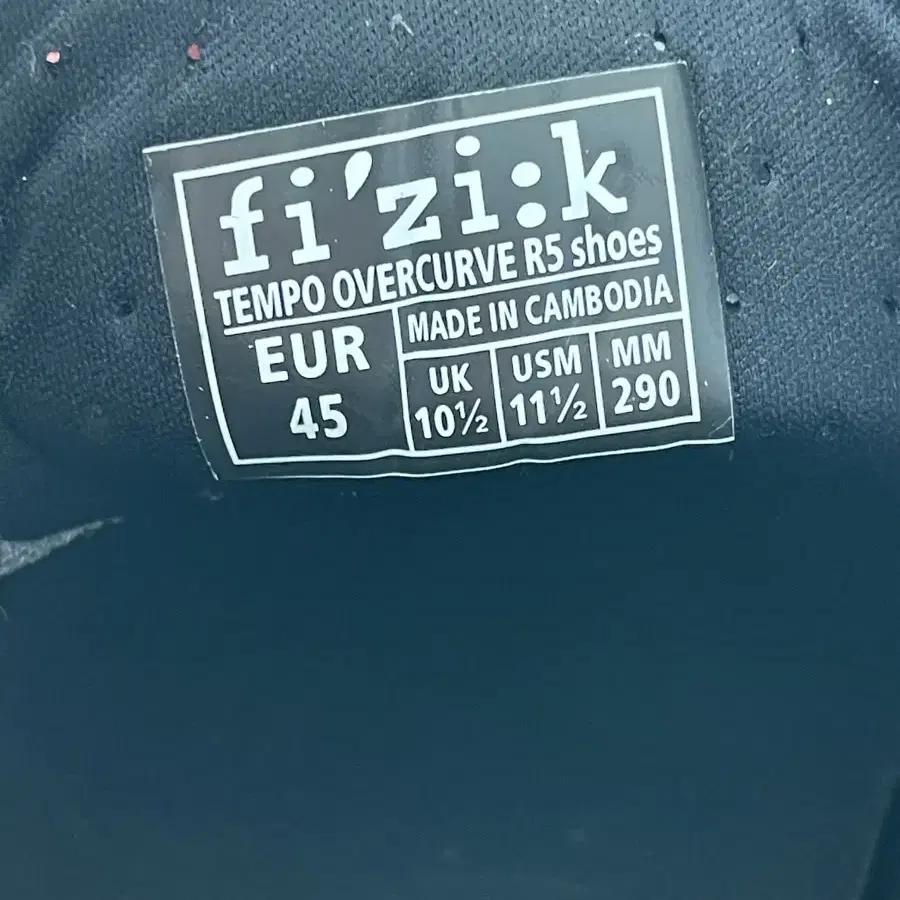 fi'zi:k
TEMPO OVERCURVE R5 shoes
EUR
45
MADE IN CAMBODIA
UK
10½
USM
11½
MM
290